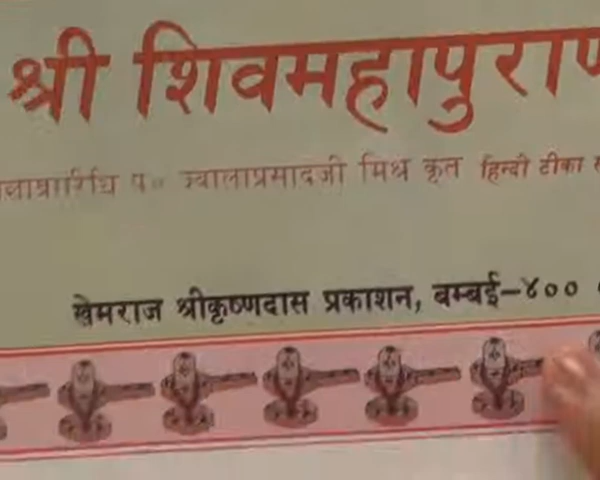 श्री शिवमहापुराण
ज्वालाप्रसादजी मिश्र कृत हिन्दी टीका
खेमराज श्रीकृष्णदास प्रकाशन, बम्बई-४००